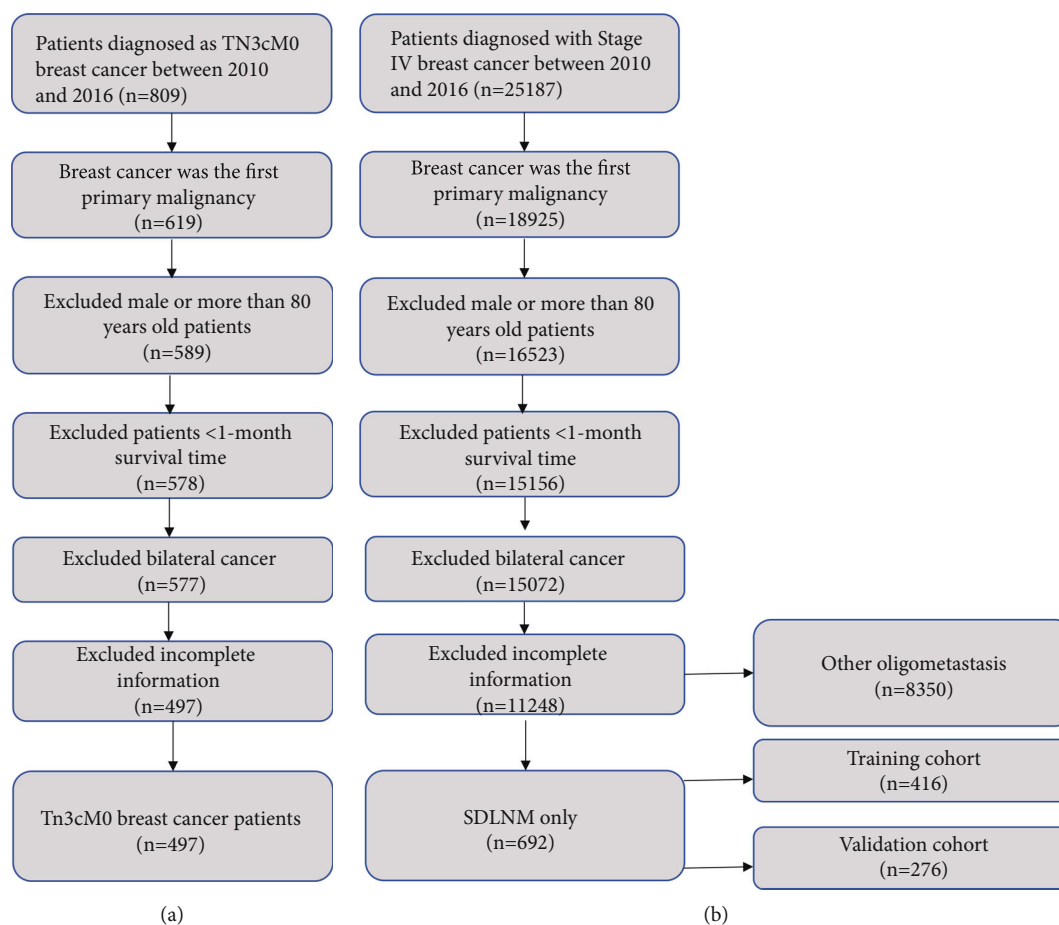 Patients diagnosed as TN3cM0
breast cancer between 2010
and 2016 (n=809)
Breast cancer was the first
primary malignancy
(n=619)
Excluded male or more than 80
years old patients
(n=589)
Excluded patients <1-month
survival time
(n=578)
Excluded bilateral cancer
(n=577)
Excluded incomplete
information
(n=497)
Tn3cM0 breast cancer patients
(n=497)
(a)
Patients diagnosed with Stage
IV breast cancer between 2010
and 2016 (n=25187)
Breast cancer was the first
primary malignancy
(n=18925)
Excluded male or more than 80
years old patients
(n=16523)
Excluded patients <1-month
survival time
(n=15156)
Excluded bilateral cancer
(n=15072)
Excluded incomplete
information
(n=11248)
Other oligometastasis
(n=8350)
SDLNM only
(n=692)
Training cohort
(n=416)
Validation cohort
(n=276)
(b)